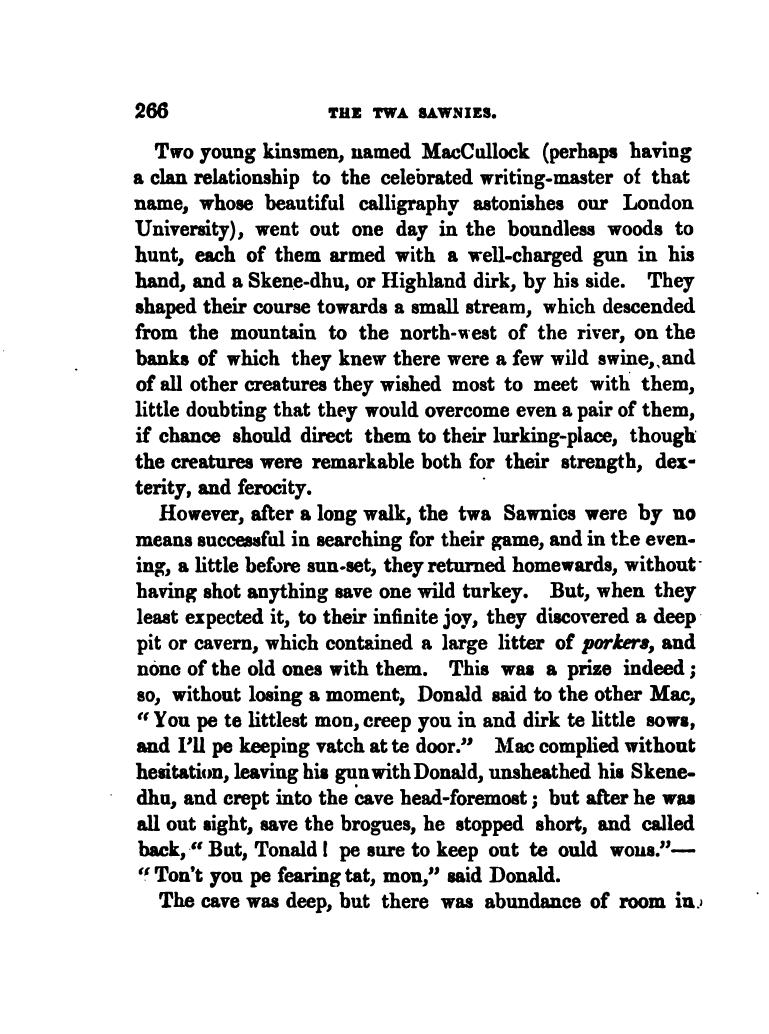 266 THE TWA SAWNIES.
Two young kinsmen, named MacCullock (perhaps having
a clan relationship to the celebrated writing-master of that
name, whose beautiful calligraphy astonishes our London
University), went out one day in the boundless woods to
hunt, each of them armed with a well-charged gun in his
hand, and a Skene-dhu, or Highland dirk, by his side. They
shaped their course towards a small stream, which descended
from the mountain to the north-west of the river, on the
banks of which they knew there were a few wild swine, and
of all other creatures they wished most to meet with them,
little doubting that they would overcome even a pair of them,
if chance should direct them to their lurking-place, though
the creatures were remarkable both for their strength, dex-
terity, and ferocity.
However, after a long walk, the twa Sawnies were by no
means successful in searching for their game, and in the even-
ing, a little before sun-set, they returned homewards, without
having shot anything save one wild turkey. But, when they
least expected it, to their infinite joy, they discovered a deep
pit or cavern, which contained a large litter of porkers, and
none of the old ones with them. This was a prize indeed;
so, without losing a moment, Donald said to the other Mac,
“You pe te littlest mon, creep you in and dirk te little sows,
and I'll pe keeping vatch at te door.” Mac complied without
hesitation, leaving his gun with Donald, unsheathed his Skene-
dhu, and crept into the cave head-foremost; but after he was
all out sight, save the brogues, he stopped short, and called
back, “But, Tonald! pe sure to keep out te ould wons.”—
“Ton't you pe fearing tat, mon,” said Donald.
The cave was deep, but there was abundance of room in